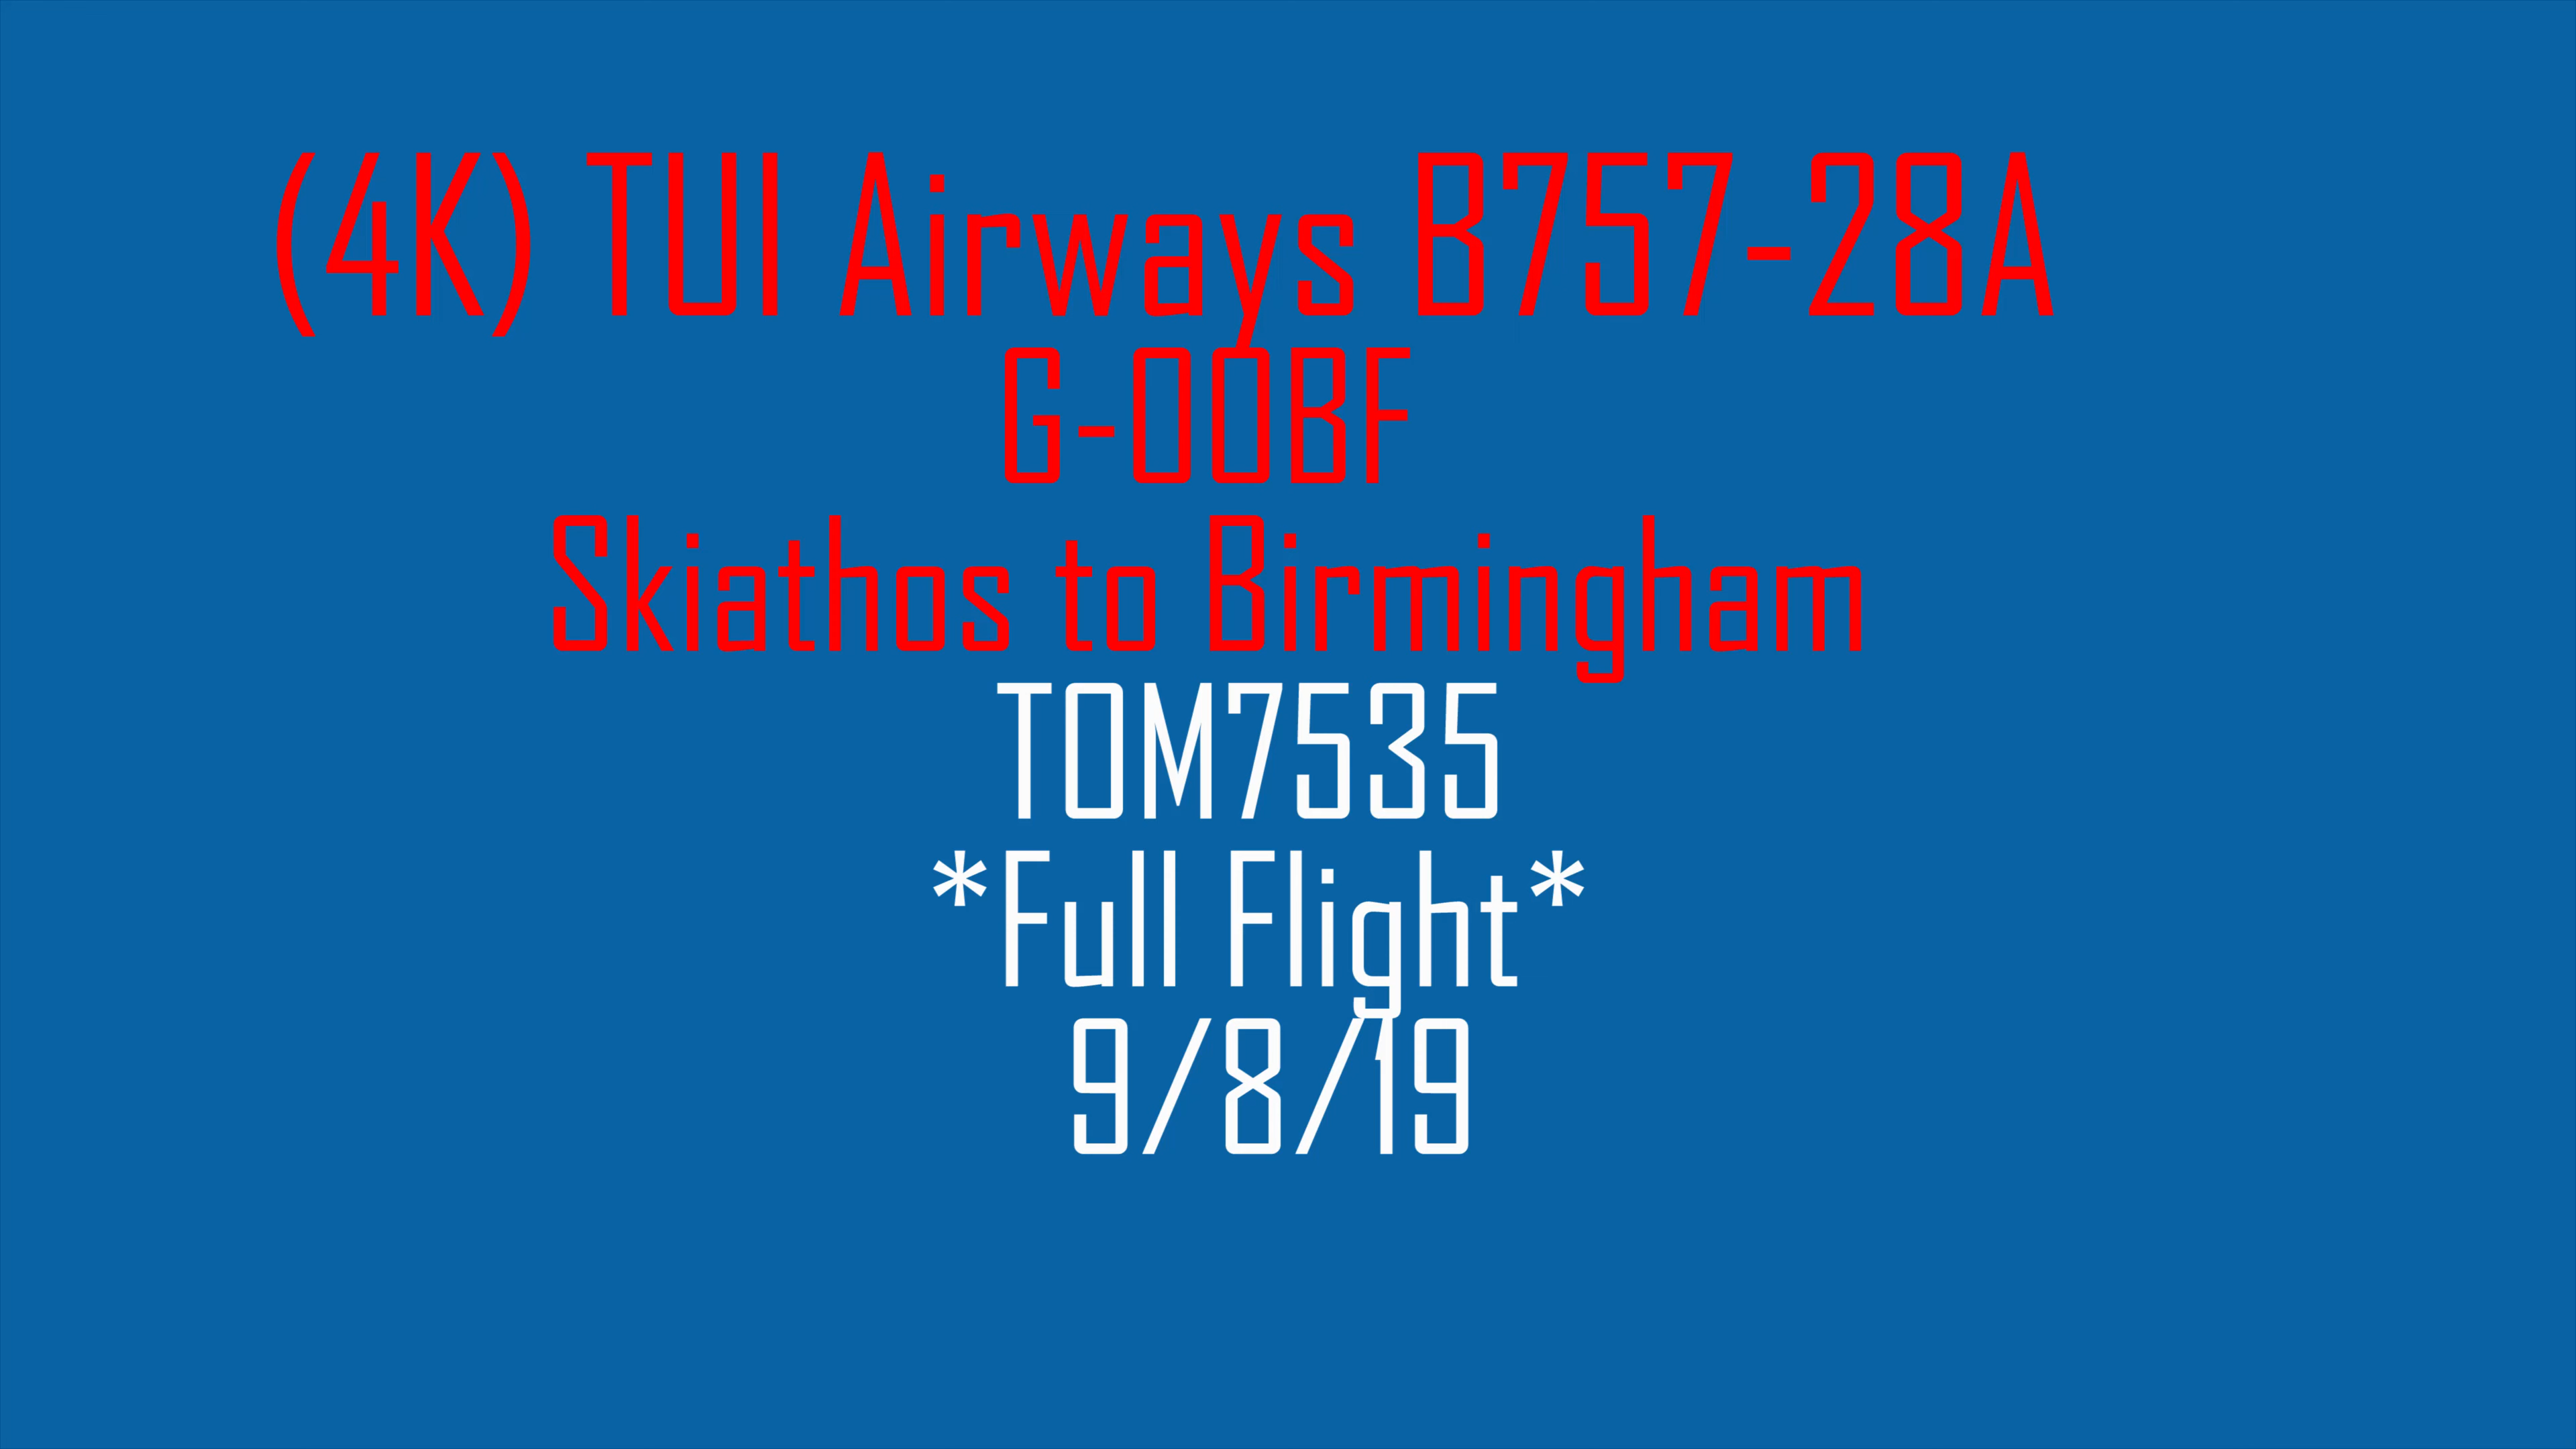 (4K) TUI Airways B757-28A
G-OOBF
Skiathos to Birmingham
TOM7535
*Full Flight*
9/8/19